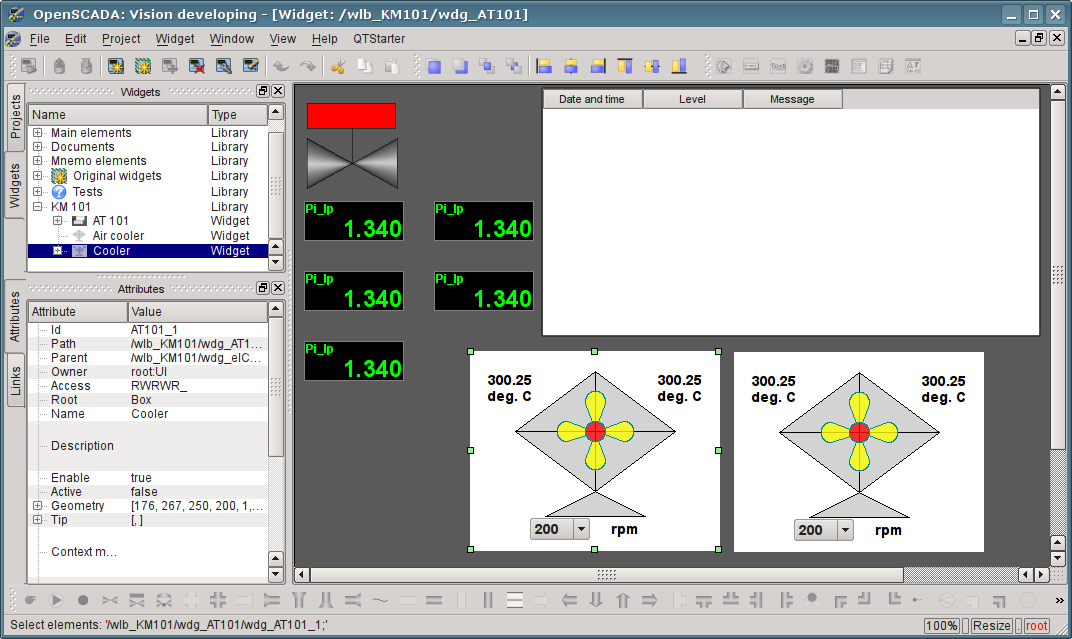 OpenSCADA: Vision developing - [Widget: /wlb_KM101/wdg_AT101]
File Edit Project Widget Window View Help QTStarter
Text
Projects
Widgets
Attributes
Links
Widgets
Name Type
Main elements Library
Documents Library
Mnemo elements Library
Original widgets Library
Tests Library
KM 101 Library
AT 101 Widget
Air cooler Widget
Cooler Widget
Attributes
Attribute Value
Id AT101_1
Path /wlb_KM101/wdg_AT1...
Parent /wlb_KM101/wdg_elC...
Owner root:UI
Access RWRWR_
Root Box
Name Cooler
Description
Enable true
Active false
Geometry [176, 267, 250, 200, 1,...
Tip [, ]
Context m...
Pi_lp
1.340
Pi_lp
1.340
Pi_lp
1.340
Pi_lp
1.340
Pi_lp
1.340
Date and time Level Message
300.25
deg. C
300.25
deg. C
200 rpm
300.25
deg. C
300.25
deg. C
200 rpm
Select elements: '/wlb_KM101/wdg_AT101/wdg_AT101_1;'
100% Resize . root